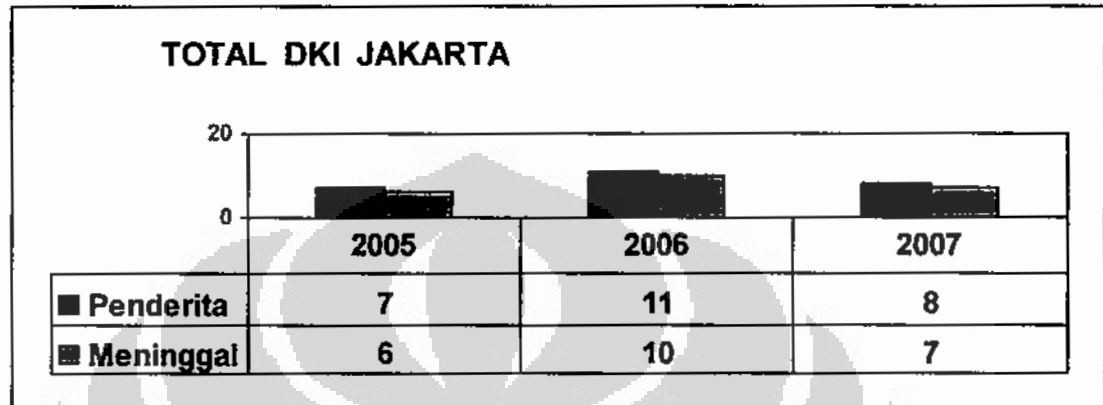 TOTAL DKI JAKARTA
20
0
2005 2006 2007
Penderita 7 11 8
Meninggal 6 10 7